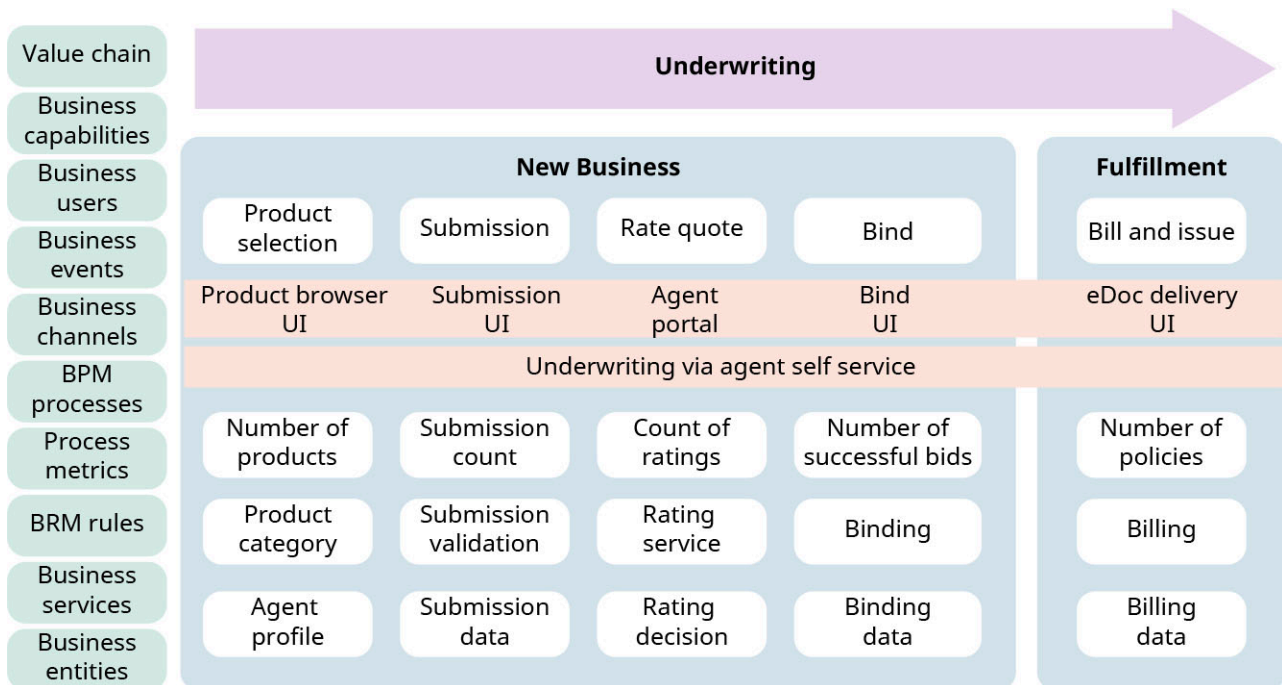 Value chain
Business
capabilities
Business
users
Business
events
Business
channels
BPM
processes
Process
metrics
BRM rules
Business
services
Business
entities
Underwriting
New Business
Fulfillment
Product
selection
Submission
Rate quote
Bind
Bill and issue
Product browser
UI
Submission
UI
Agent
portal
Bind
UI
eDoc delivery
UI
Underwriting via agent self service
Number of
products
Submission
count
Count of
ratings
Number of
successful bids
Number of
policies
Product
category
Submission
validation
Rating
service
Binding
Billing
Agent
profile
Submission
data
Rating
decision
Binding
data
Billing
data